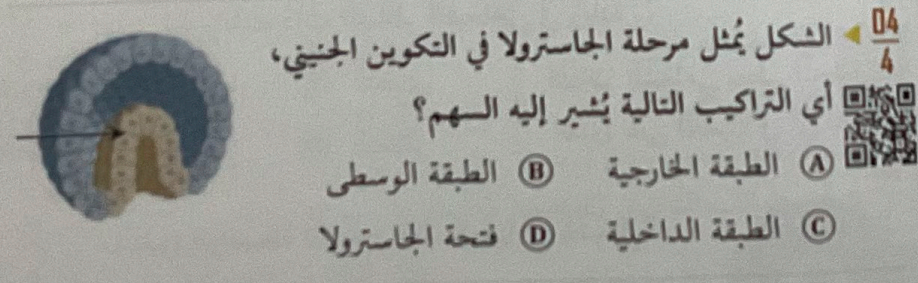 04/4 ◀ الشكل يُمثل مرحلة الجاسترولا في التكوين الجنيني،
أي التراكيب التالية يُشير إليه السهم؟
Ⓐ الطبقة الخارجية Ⓑ الطبقة الوسطى
Ⓒ الطبقة الداخلية Ⓓ فتحة الجاسترولا